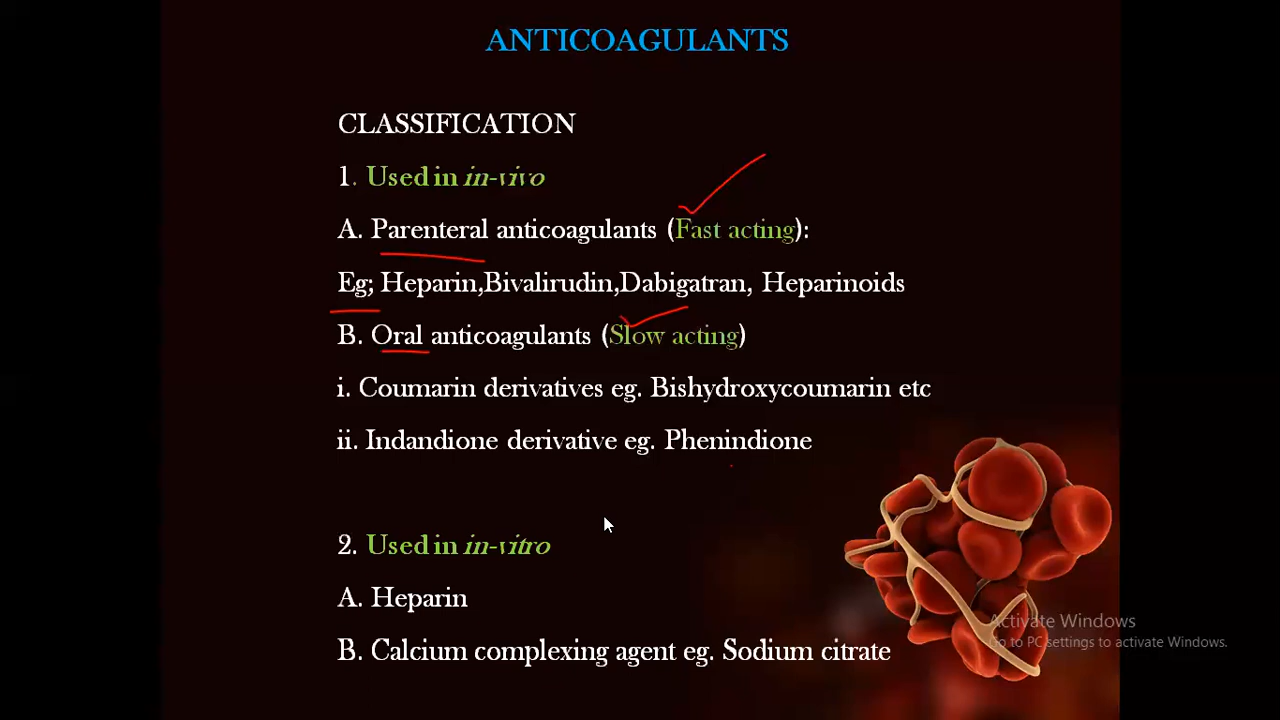 ANTICOAGULANTS
CLASSIFICATION
1. Used in in-vivo
A. Parenteral anticoagulants (Fast acting):
Eg; Heparin,Bivalirudin,Dabigatran, Heparinoids
B. Oral anticoagulants (Slow acting)
i. Coumarin derivatives eg. Bishydroxycoumarin etc
ii. Indandione derivative eg. Phenindione
2. Used in in-vitro
A. Heparin
B. Calcium complexing agent eg. Sodium citrate
Activate Windows
Go to PC settings to activate Windows.